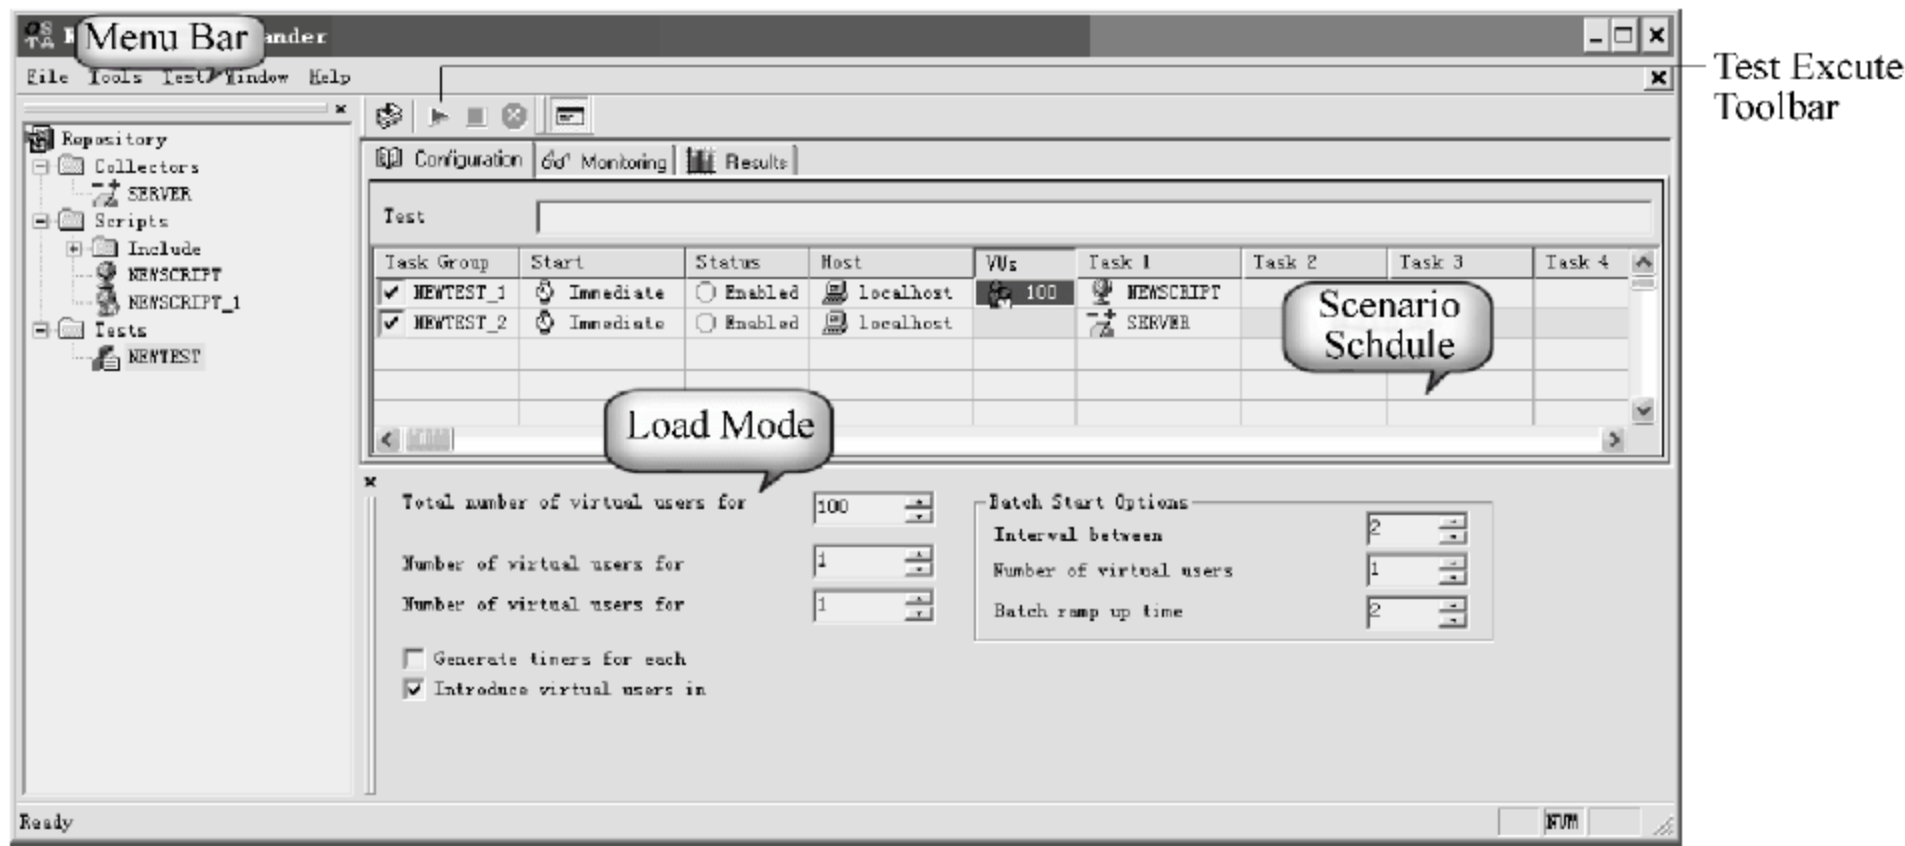 OS
TA
Menu Bar
ander
File Tools Test Window Help
Test Excute
Toolbar
Repository
Collectors
SERVER
Scripts
Include
NEWSCRIPT
NEWSCRIPT_1
Tests
NEWTEST
Configuration Monitoring Results
Test
Task Group Start Status Host VUs Task 1 Task 2 Task 3 Task 4
NEWTEST_1 Immediate Enabled localhost 100 NEWSCRIPT
NEWTEST_2 Immediate Enabled localhost SERVER
Scenario
Schdule
Load Mode
Total number of virtual users for 100
Number of virtual users for 1
Number of virtual users for 1
Generate timers for each
Introduce virtual users in
Batch Start Options
Interval between 2
Number of virtual users 1
Batch ramp up time 2
Ready NUM